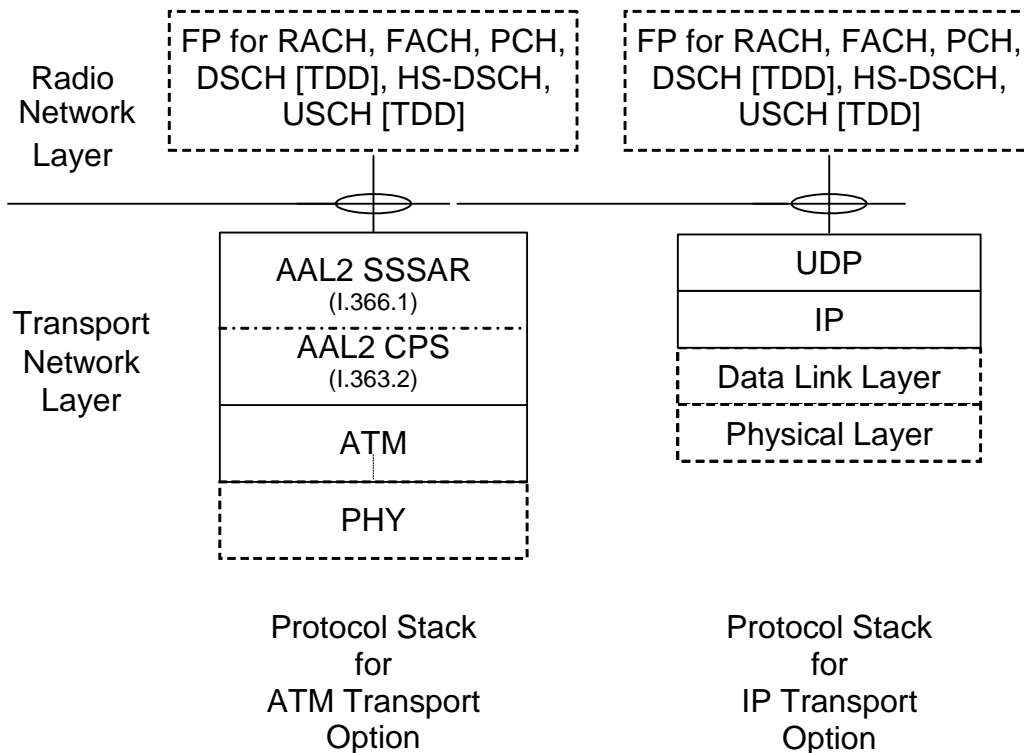 Radio
Network
Layer
FP for RACH, FACH, PCH,
DSCH [TDD], HS-DSCH,
USCH [TDD]
FP for RACH, FACH, PCH,
DSCH [TDD], HS-DSCH,
USCH [TDD]
Transport
Network
Layer
AAL2 SSSAR
(I.366.1)
AAL2 CPS
(I.363.2)
ATM
PHY
UDP
IP
Data Link Layer
Physical Layer
Protocol Stack
for
ATM Transport
Option
Protocol Stack
for
IP Transport
Option